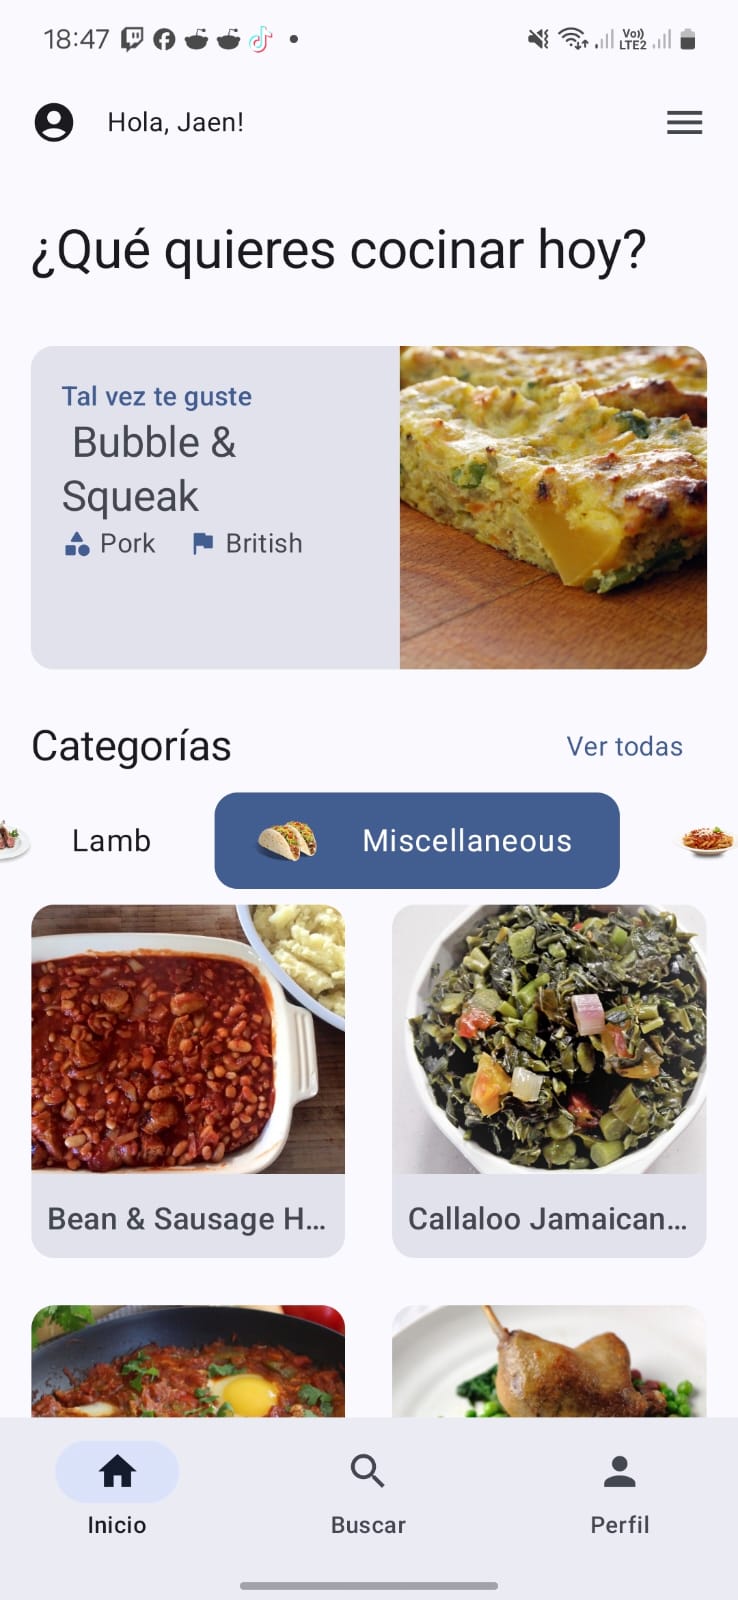 18:47
Vo))
LTE2
Hola, Jaen!
¿Qué quieres cocinar hoy?
Tal vez te guste
Bubble &
Squeak
Pork British
Categorías Ver todas
Lamb Miscellaneous
Bean & Sausage H... Callaloo Jamaican...
Inicio Buscar Perfil